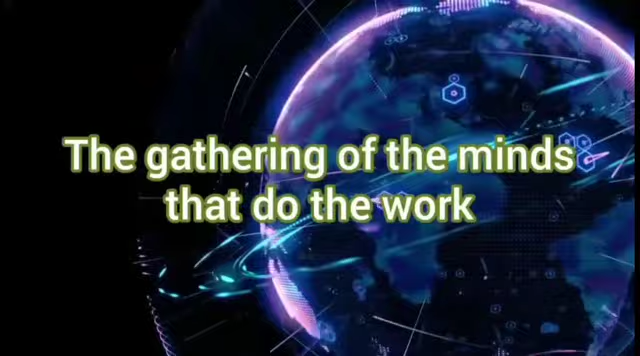 The gathering of the minds
that do the work